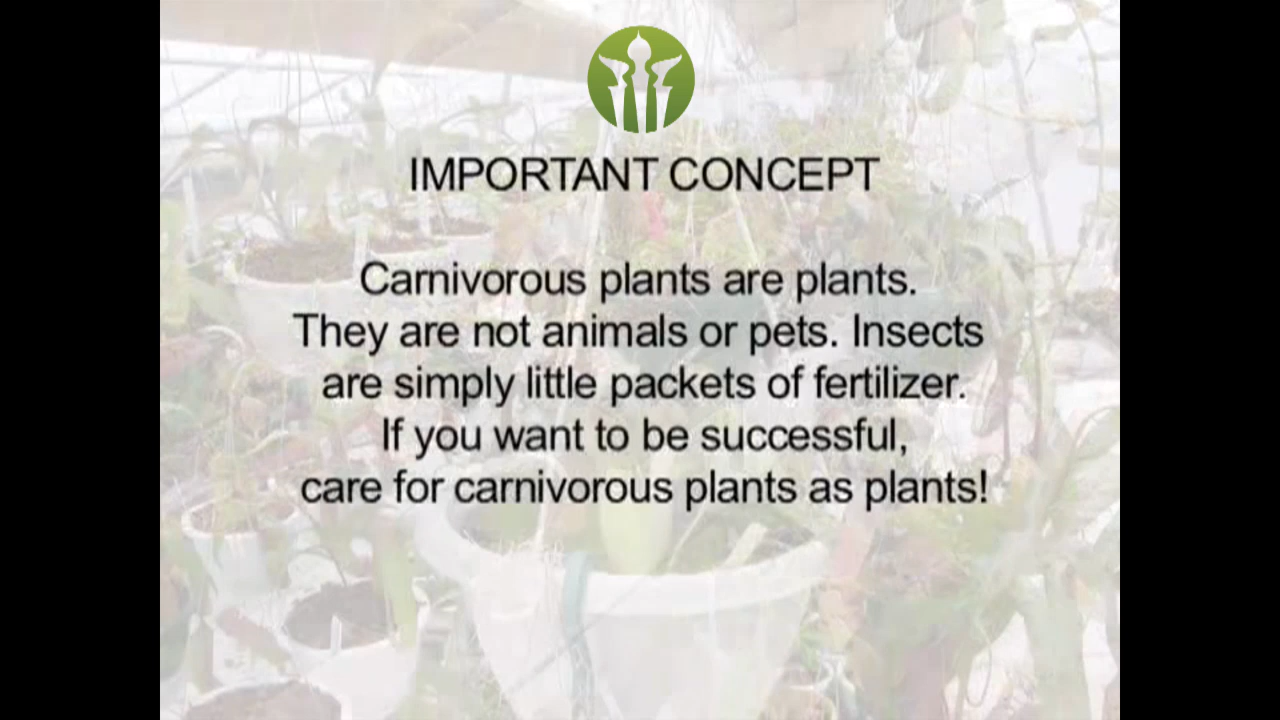 IMPORTANT CONCEPT
Carnivorous plants are plants.
They are not animals or pets. Insects
are simply little packets of fertilizer.
If you want to be successful,
care for carnivorous plants as plants!